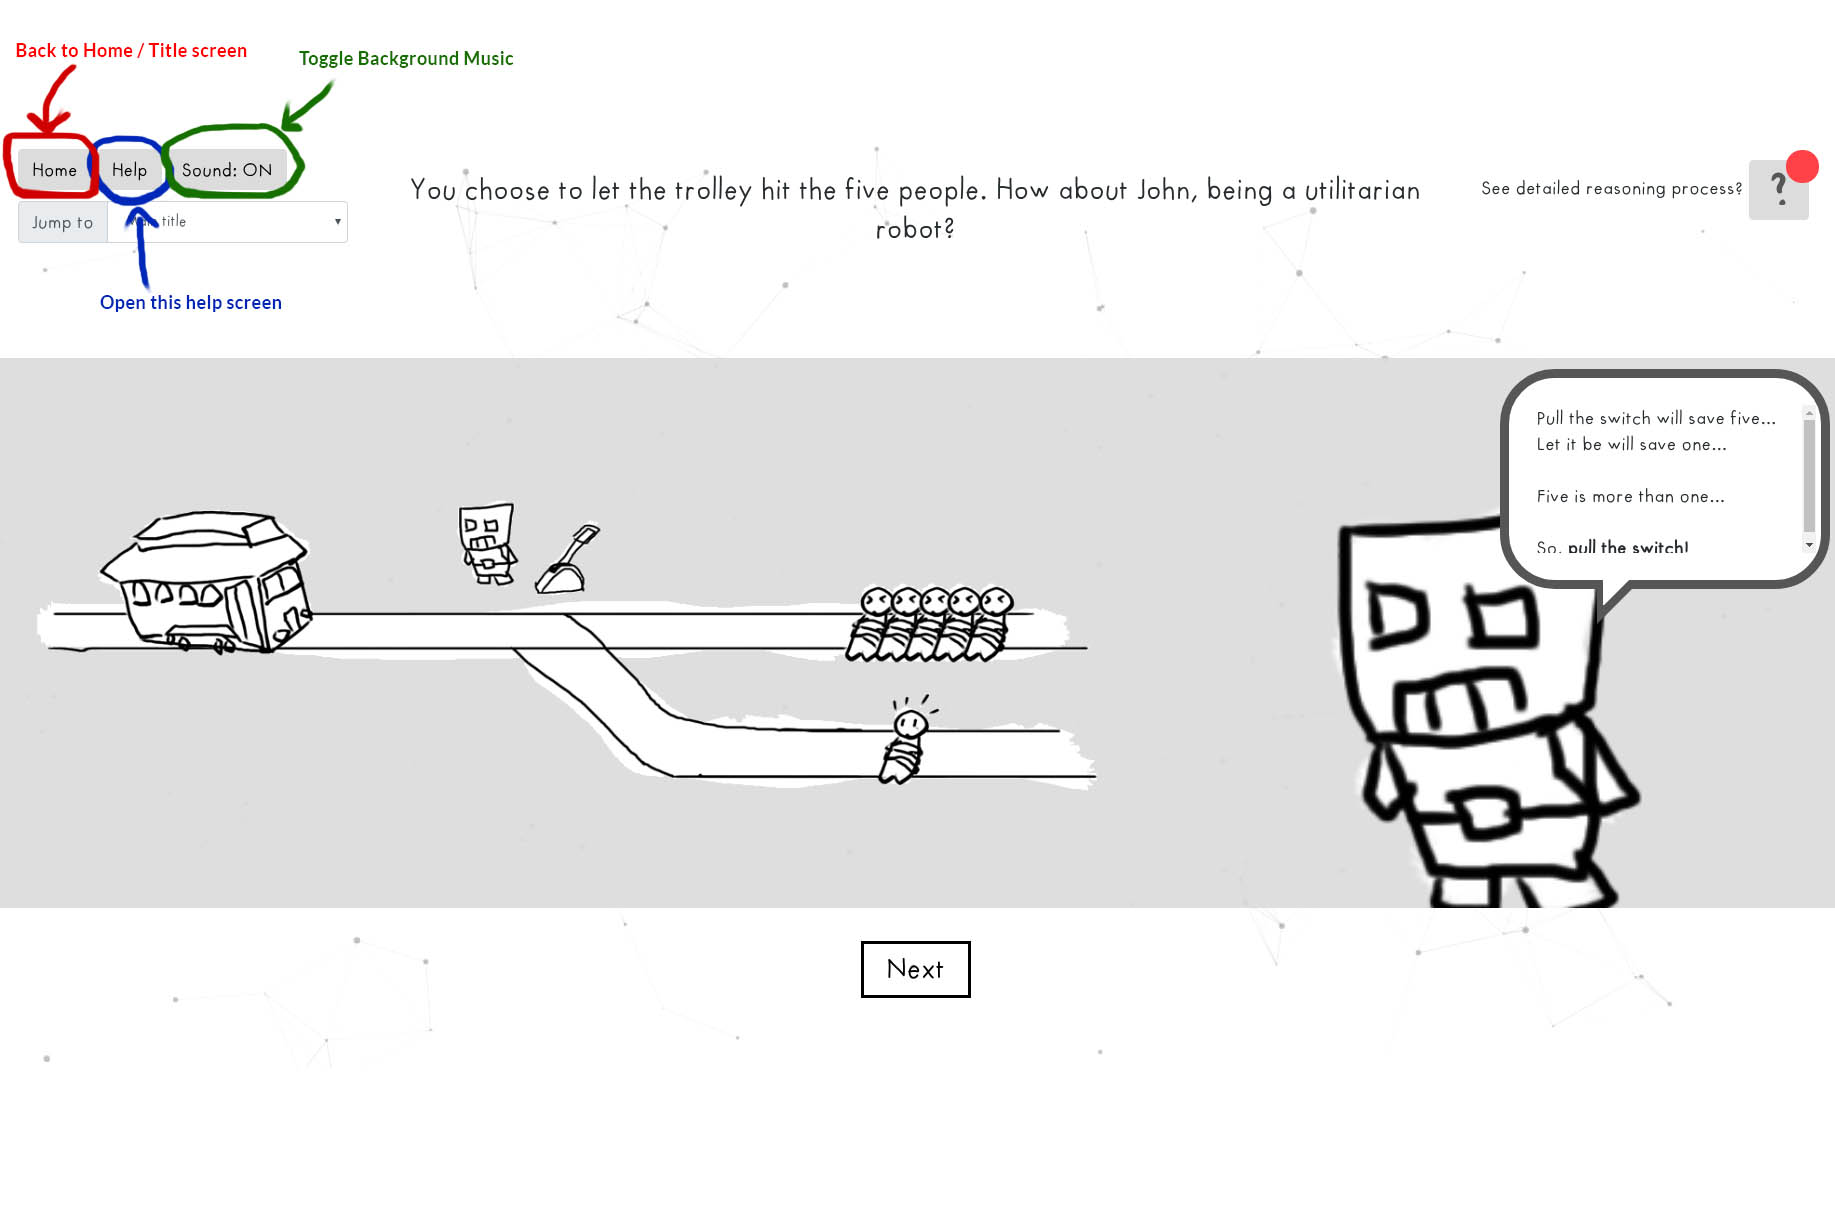 Back to Home / Title screen
Toggle Background Music
Home
Help
Sound: ON
You choose to let the trolley hit the five people. How about John, being a utilitarian
robot?
See detailed reasoning process?
?
Jump to
title
Open this help screen
Pull the switch will save five...
Let it be will save one...
Five is more than one...
So, pull the switch!
Next